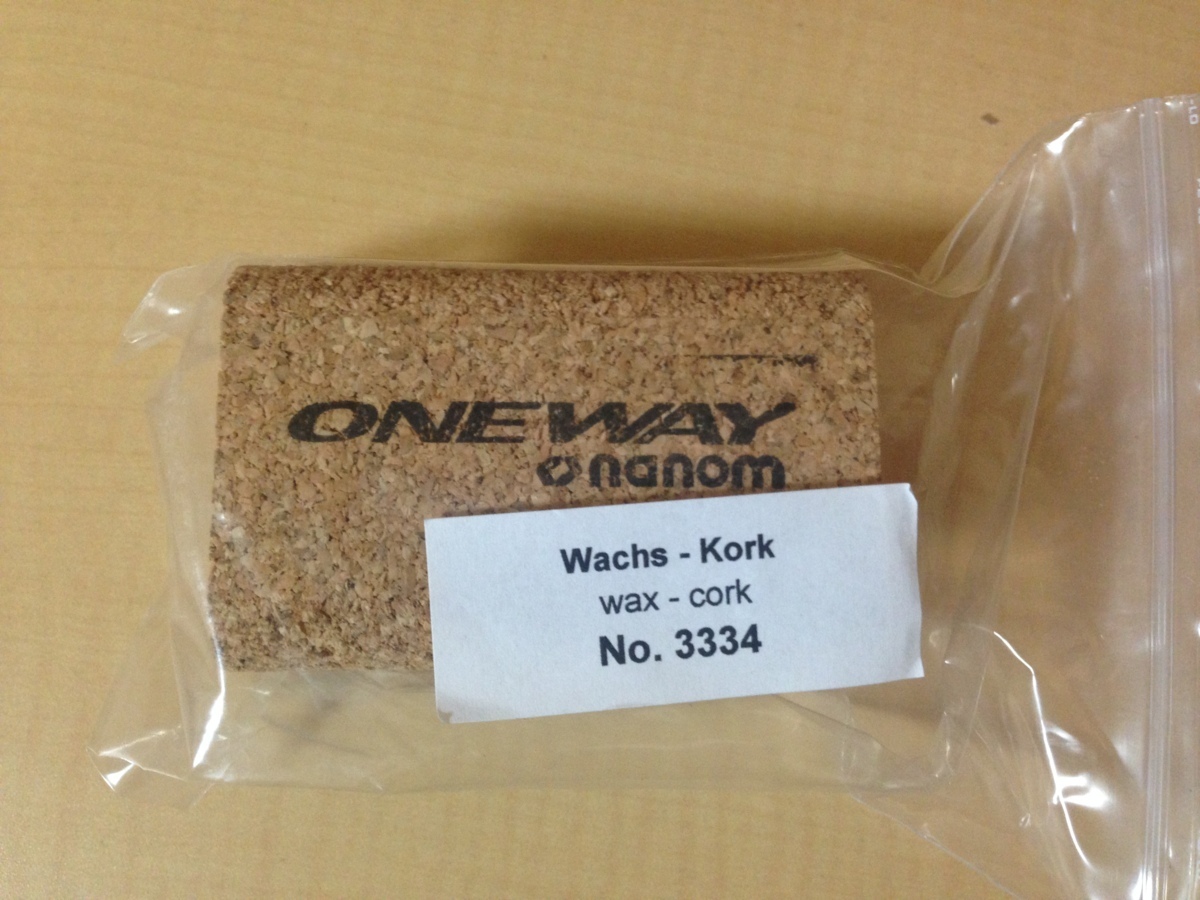 ONEWAY
nanom
Wachs - Kork
wax - cork
No. 3334